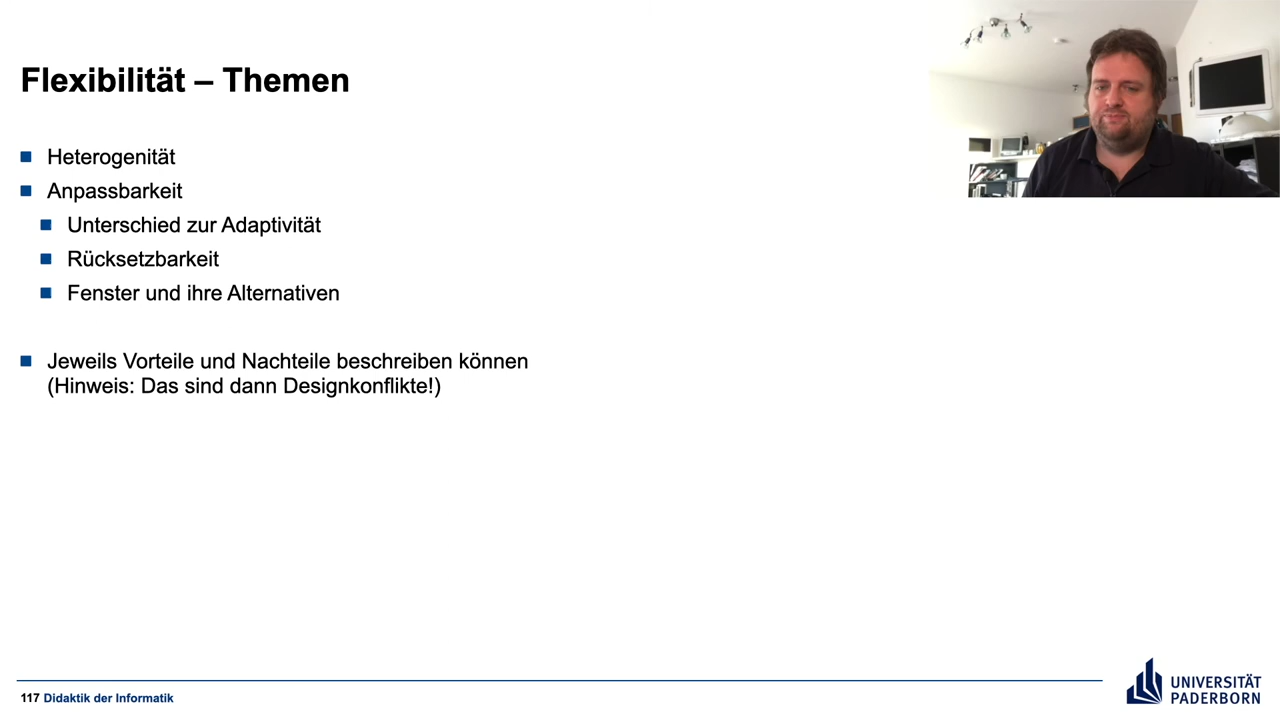 Flexibilität – Themen
Heterogenität
Anpassbarkeit
Unterschied zur Adaptivität
Rücksetzbarkeit
Fenster und ihre Alternativen
Jeweils Vorteile und Nachteile beschreiben können
(Hinweis: Das sind dann Designkonflikte!)
117 Didaktik der Informatik
UNIVERSITÄT
PADERBORN